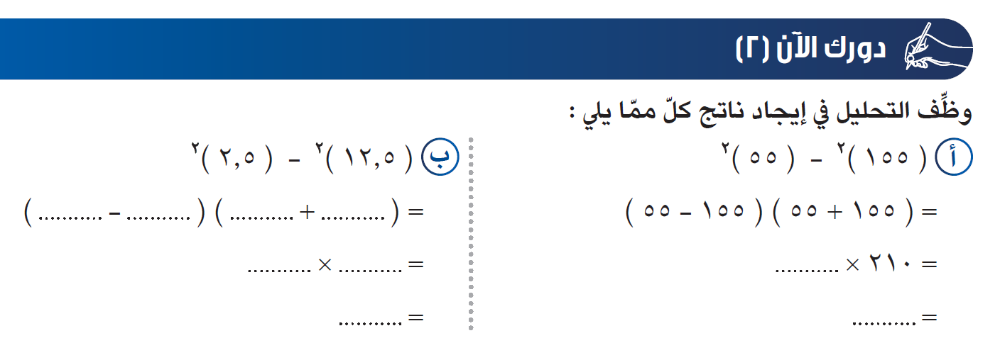 دورك الآن (٢)
وظِّف التحليل في إيجاد ناتج كلّ ممّا يلي :
أ ( ١٥٥ )٢ – ( ٥٥ )٢
= ( ١٥٥ + ٥٥ ) ( ١٥٥ – ٥٥ )
= ٢١٠ × ..........
= ..........
ب ( ١٢,٥ )٢ – ( ٢,٥ )٢
= ( .......... + .......... ) ( .......... – .......... )
= .......... × ..........
= ..........